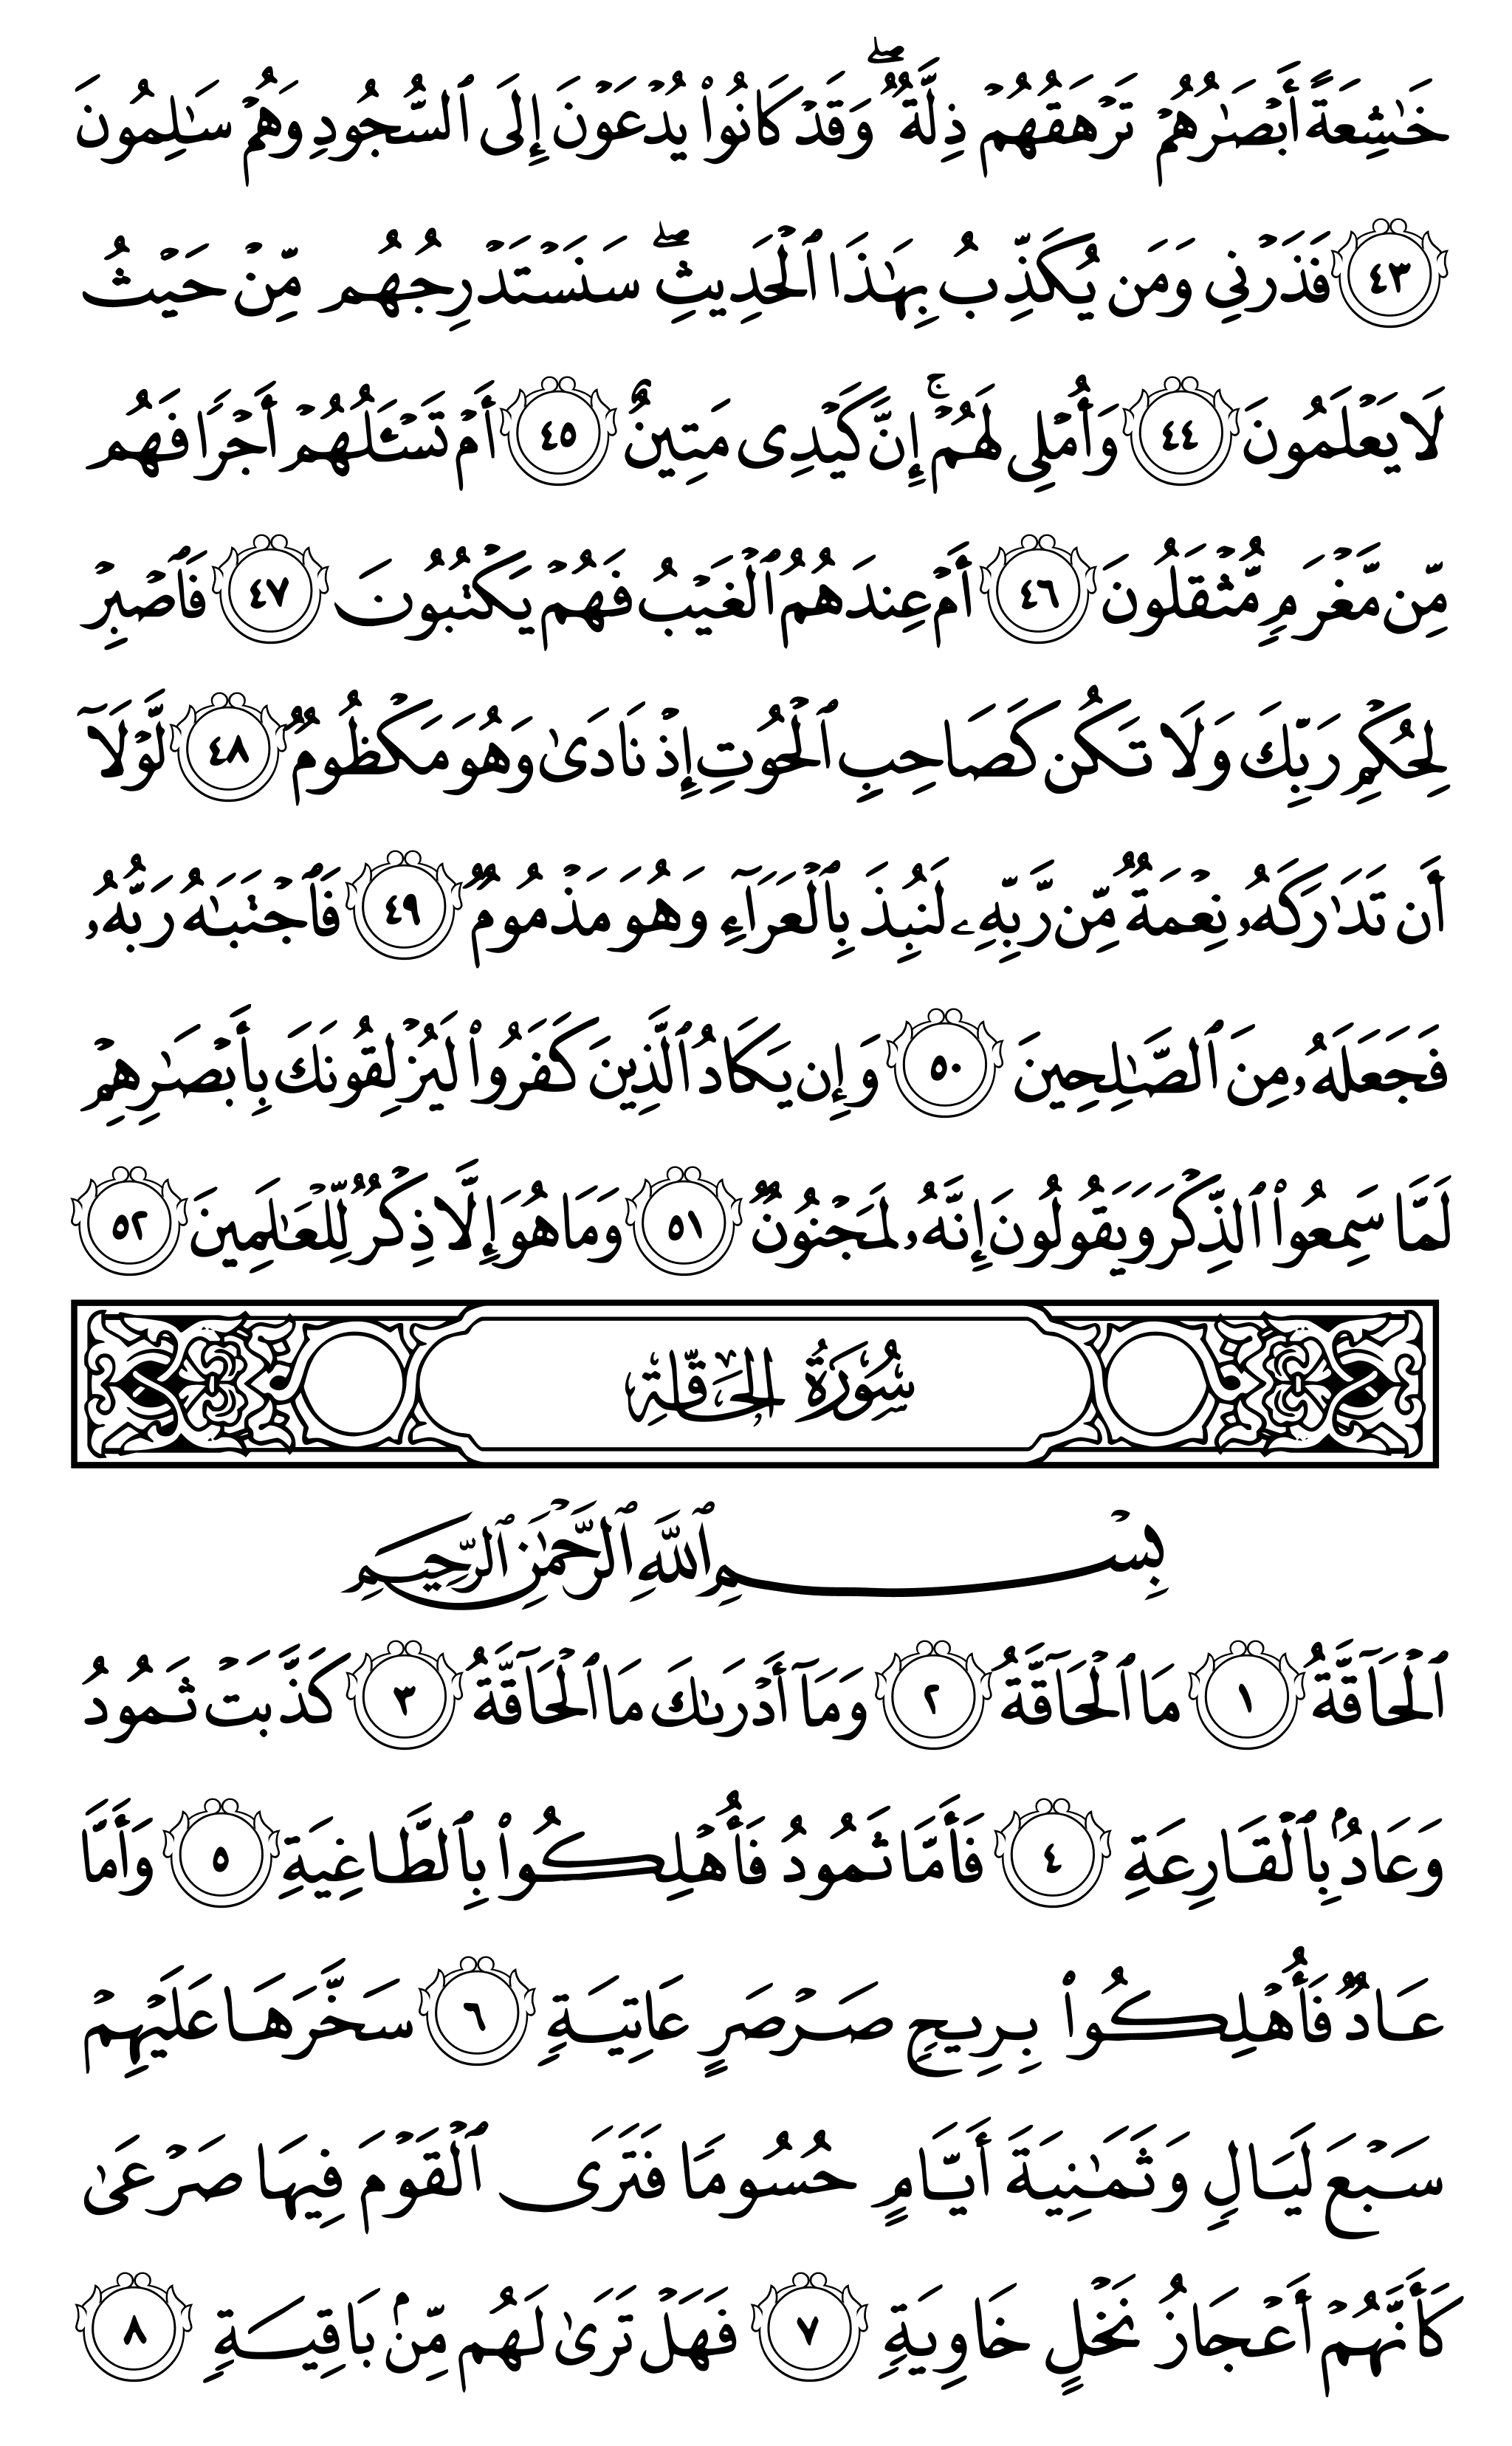 خَٰشِعَةً أَبۡصَٰرُهُمۡ تَرۡهَقُهُمۡ ذِلَّةٞۖ وَقَدۡ كَانُواْ يُدۡعَوۡنَ إِلَى ٱلسُّجُودِ وَهُمۡ سَٰلِمُونَ
٤٣ فَذَرۡنِي وَمَن يُكَذِّبُ بِهَٰذَا ٱلۡحَدِيثِۖ سَنَسۡتَدۡرِجُهُم مِّنۡ حَيۡثُ
لَا يَعۡلَمُونَ ٤٤ وَأُمۡلِي لَهُمۡۚ إِنَّ كَيۡدِي مَتِينٌ ٤٥ أَمۡ تَسۡـَٔلُهُمۡ أَجۡرٗا فَهُم
مِّن مَّغۡرَمٖ مُّثۡقَلُونَ ٤٦ أَمۡ عِندَهُمُ ٱلۡغَيۡبُ فَهُمۡ يَكۡتُبُونَ ٤٧ فَٱصۡبِرۡ
لِحُكۡمِ رَبِّكَ وَلَا تَكُن كَصَاحِبِ ٱلۡحُوتِ إِذۡ نَادَىٰ وَهُوَ مَكۡظُومٞ ٤٨ لَّوۡلَآ
أَن تَدَٰرَكَهُۥ نِعۡمَةٞ مِّن رَّبِّهِۦ لَنُبِذَ بِٱلۡعَرَآءِ وَهُوَ مَذۡمُومٞ ٤٩ فَٱجۡتَبَٰهُ رَبُّهُۥ
فَجَعَلَهُۥ مِنَ ٱلصَّٰلِحِينَ ٥٠ وَإِن يَكَادُ ٱلَّذِينَ كَفَرُواْ لَيُزۡلِقُونَكَ بِأَبۡصَٰرِهِمۡ
لَمَّا سَمِعُواْ ٱلذِّكۡرَ وَيَقُولُونَ إِنَّهُۥ لَمَجۡنُونٞ ٥١ وَمَا هُوَ إِلَّا ذِكۡرٞ لِّلۡعَٰلَمِينَ ٥٢
سُورَةُ الحَاقَّة
بِسۡمِ ٱللَّهِ ٱلرَّحۡمَٰنِ ٱلرَّحِيمِ
ٱلۡحَآقَّةُ ١ مَا ٱلۡحَآقَّةُ ٢ وَمَآ أَدۡرَىٰكَ مَا ٱلۡحَآقَّةُ ٣ كَذَّبَتۡ ثَمُودُ
وَعَادُۢ بِٱلۡقَارِعَةِ ٤ فَأَمَّا ثَمُودُ فَأُهۡلِكُواْ بِٱلطَّاغِيَةِ ٥ وَأَمَّا
عَادٞ فَأُهۡلِكُواْ بِرِيحٖ صَرۡصَرٍ عَاتِيَةٖ ٦ سَخَّرَهَا عَلَيۡهِمۡ
سَبۡعَ لَيَالٖ وَثَمَٰنِيَةَ أَيَّامٍ حُسُومٗا فَتَرَى ٱلۡقَوۡمَ فِيهَا صَرۡعَىٰ
كَأَنَّهُمۡ أَعۡجَازُ نَخۡلٍ خَاوِيَةٖ ٧ فَهَلۡ تَرَىٰ لَهُم مِّنۢ بَاقِيَةٖ ٨